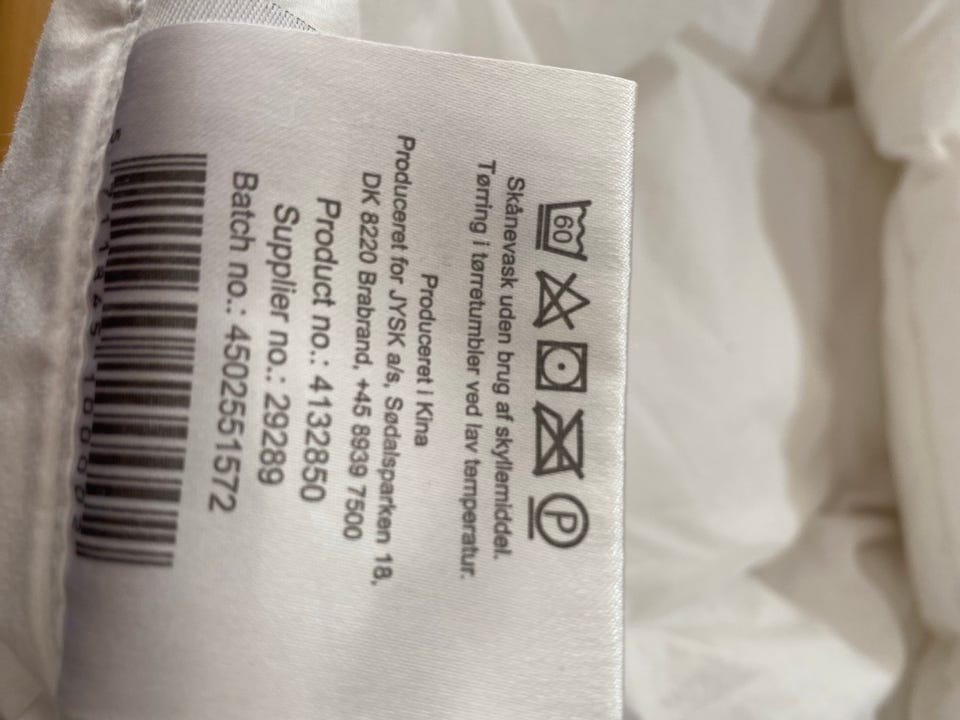 60 P
Skånevask uden brug af skyllemiddel.
Tørring i tørretumbler ved lav temperatur.
Produceret i Kina
Produceret for JYSK a/s, Sødalsparken 18,
DK 8220 Brabrand, +45 8939 7500
Product no.: 4132850
Supplier no.: 29289
Batch no.: 4502551572